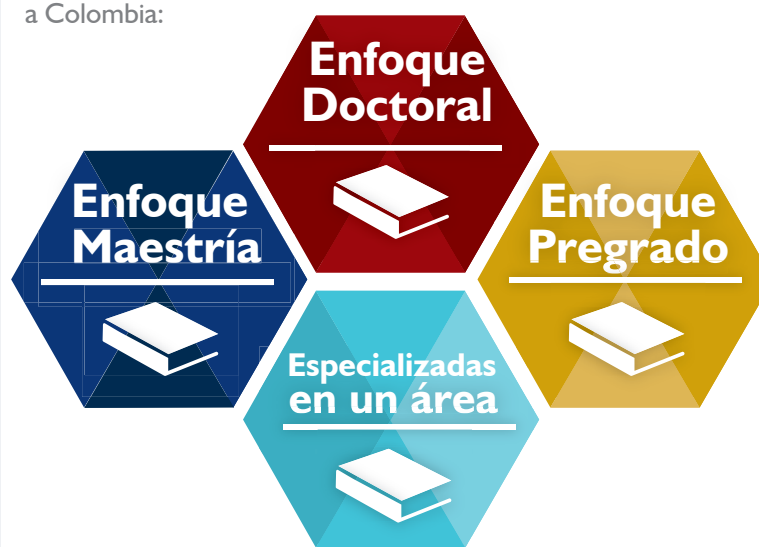 a Colombia:
Enfoque
Doctoral
Enfoque
Maestría
Enfoque
Pregrado
Especializadas
en un área